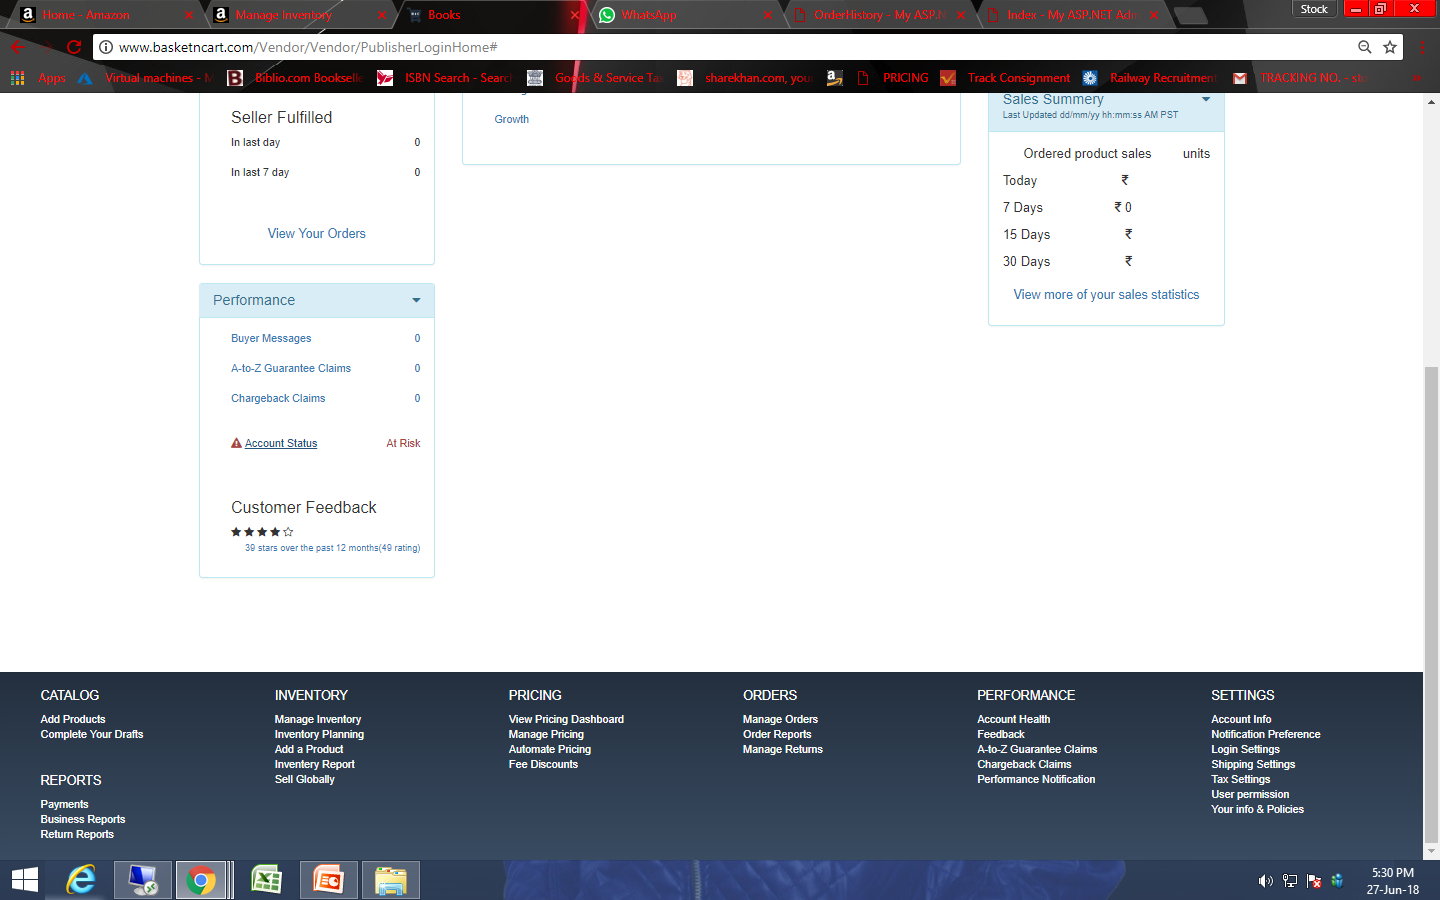 Home - Amazon
Manage Inventory
Books
WhatsApp
OrderHistory - My ASP.N
Index - My ASP.NET Adm
Stock
www.basketncart.com/Vendor/Vendor/PublisherLoginHome#
Apps
Virtual machines - M
Biblio.com Bookselle
ISBN Search - Search
Goods & Service Tax
sharekhan.com, your
PRICING
Track Consignment
Railway Recruitment
TRACKING NO. - sto
Seller Fulfilled
In last day 0
In last 7 day 0
View Your Orders
Growth
Sales Summery
Last Updated dd/mm/yy hh:mm:ss AM PST
Ordered product sales units
Today ₹
7 Days ₹ 0
15 Days ₹
30 Days ₹
View more of your sales statistics
Performance
Buyer Messages 0
A-to-Z Guarantee Claims 0
Chargeback Claims 0
Account Status At Risk
Customer Feedback
39 stars over the past 12 months(49 rating)
CATALOG
Add Products
Complete Your Drafts
REPORTS
Payments
Business Reports
Return Reports
INVENTORY
Manage Inventory
Inventory Planning
Add a Product
Inventory Report
Sell Globally
PRICING
View Pricing Dashboard
Manage Pricing
Automate Pricing
Fee Discounts
ORDERS
Manage Orders
Order Reports
Manage Returns
PERFORMANCE
Account Health
Feedback
A-to-Z Guarantee Claims
Chargeback Claims
Performance Notification
SETTINGS
Account Info
Notification Preference
Login Settings
Shipping Settings
Tax Settings
User permission
Your info & Policies
5:30 PM
27-Jun-18